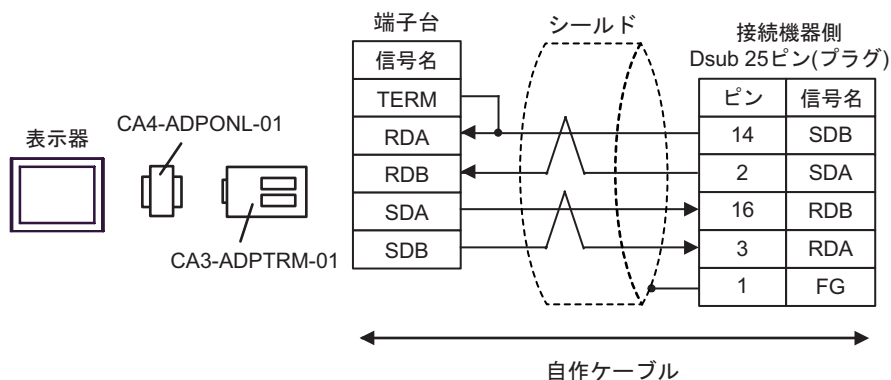 端子台
シールド
接続機器側
Dsub 25ピン(プラグ)
表示器
CA4-ADPONL-01
CA3-ADPTRM-01
信号名
TERM
RDA
RDB
SDA
SDB
ピン 信号名
14 SDB
2 SDA
16 RDB
3 RDA
1 FG
自作ケーブル